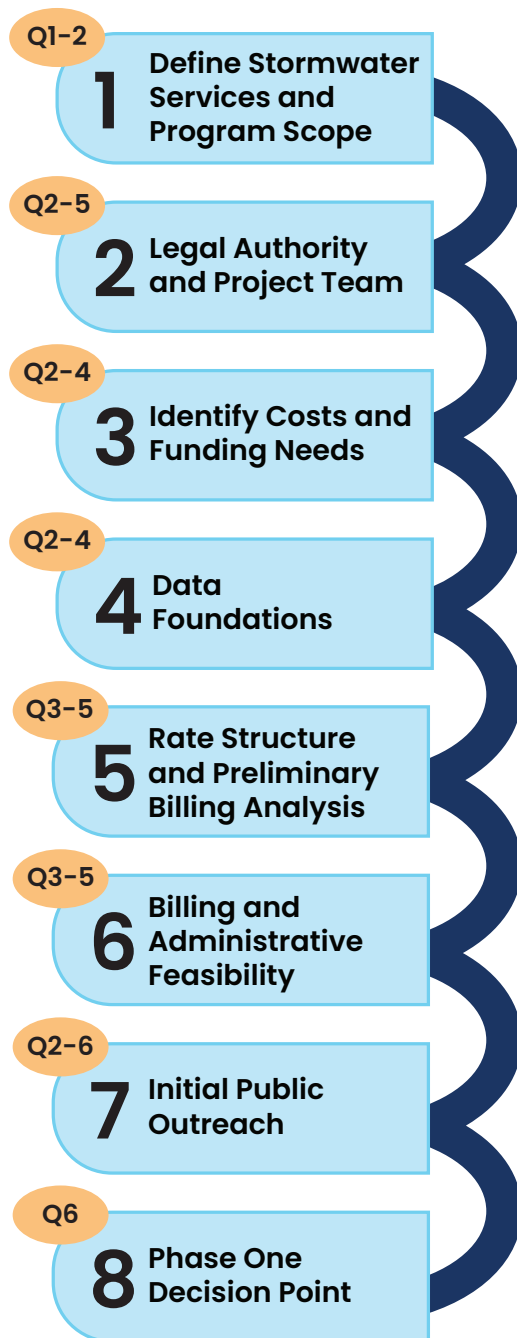 Q1-2
1
Define Stormwater
Services and
Program Scope
Q2-5
2
Legal Authority
and Project Team
Q2-4
3
Identify Costs and
Funding Needs
Q2-4
4
Data
Foundations
Q3-5
5
Rate Structure
and Preliminary
Billing Analysis
Q3-5
6
Billing and
Administrative
Feasibility
Q2-6
7
Initial Public
Outreach
Q6
8
Phase One
Decision Point